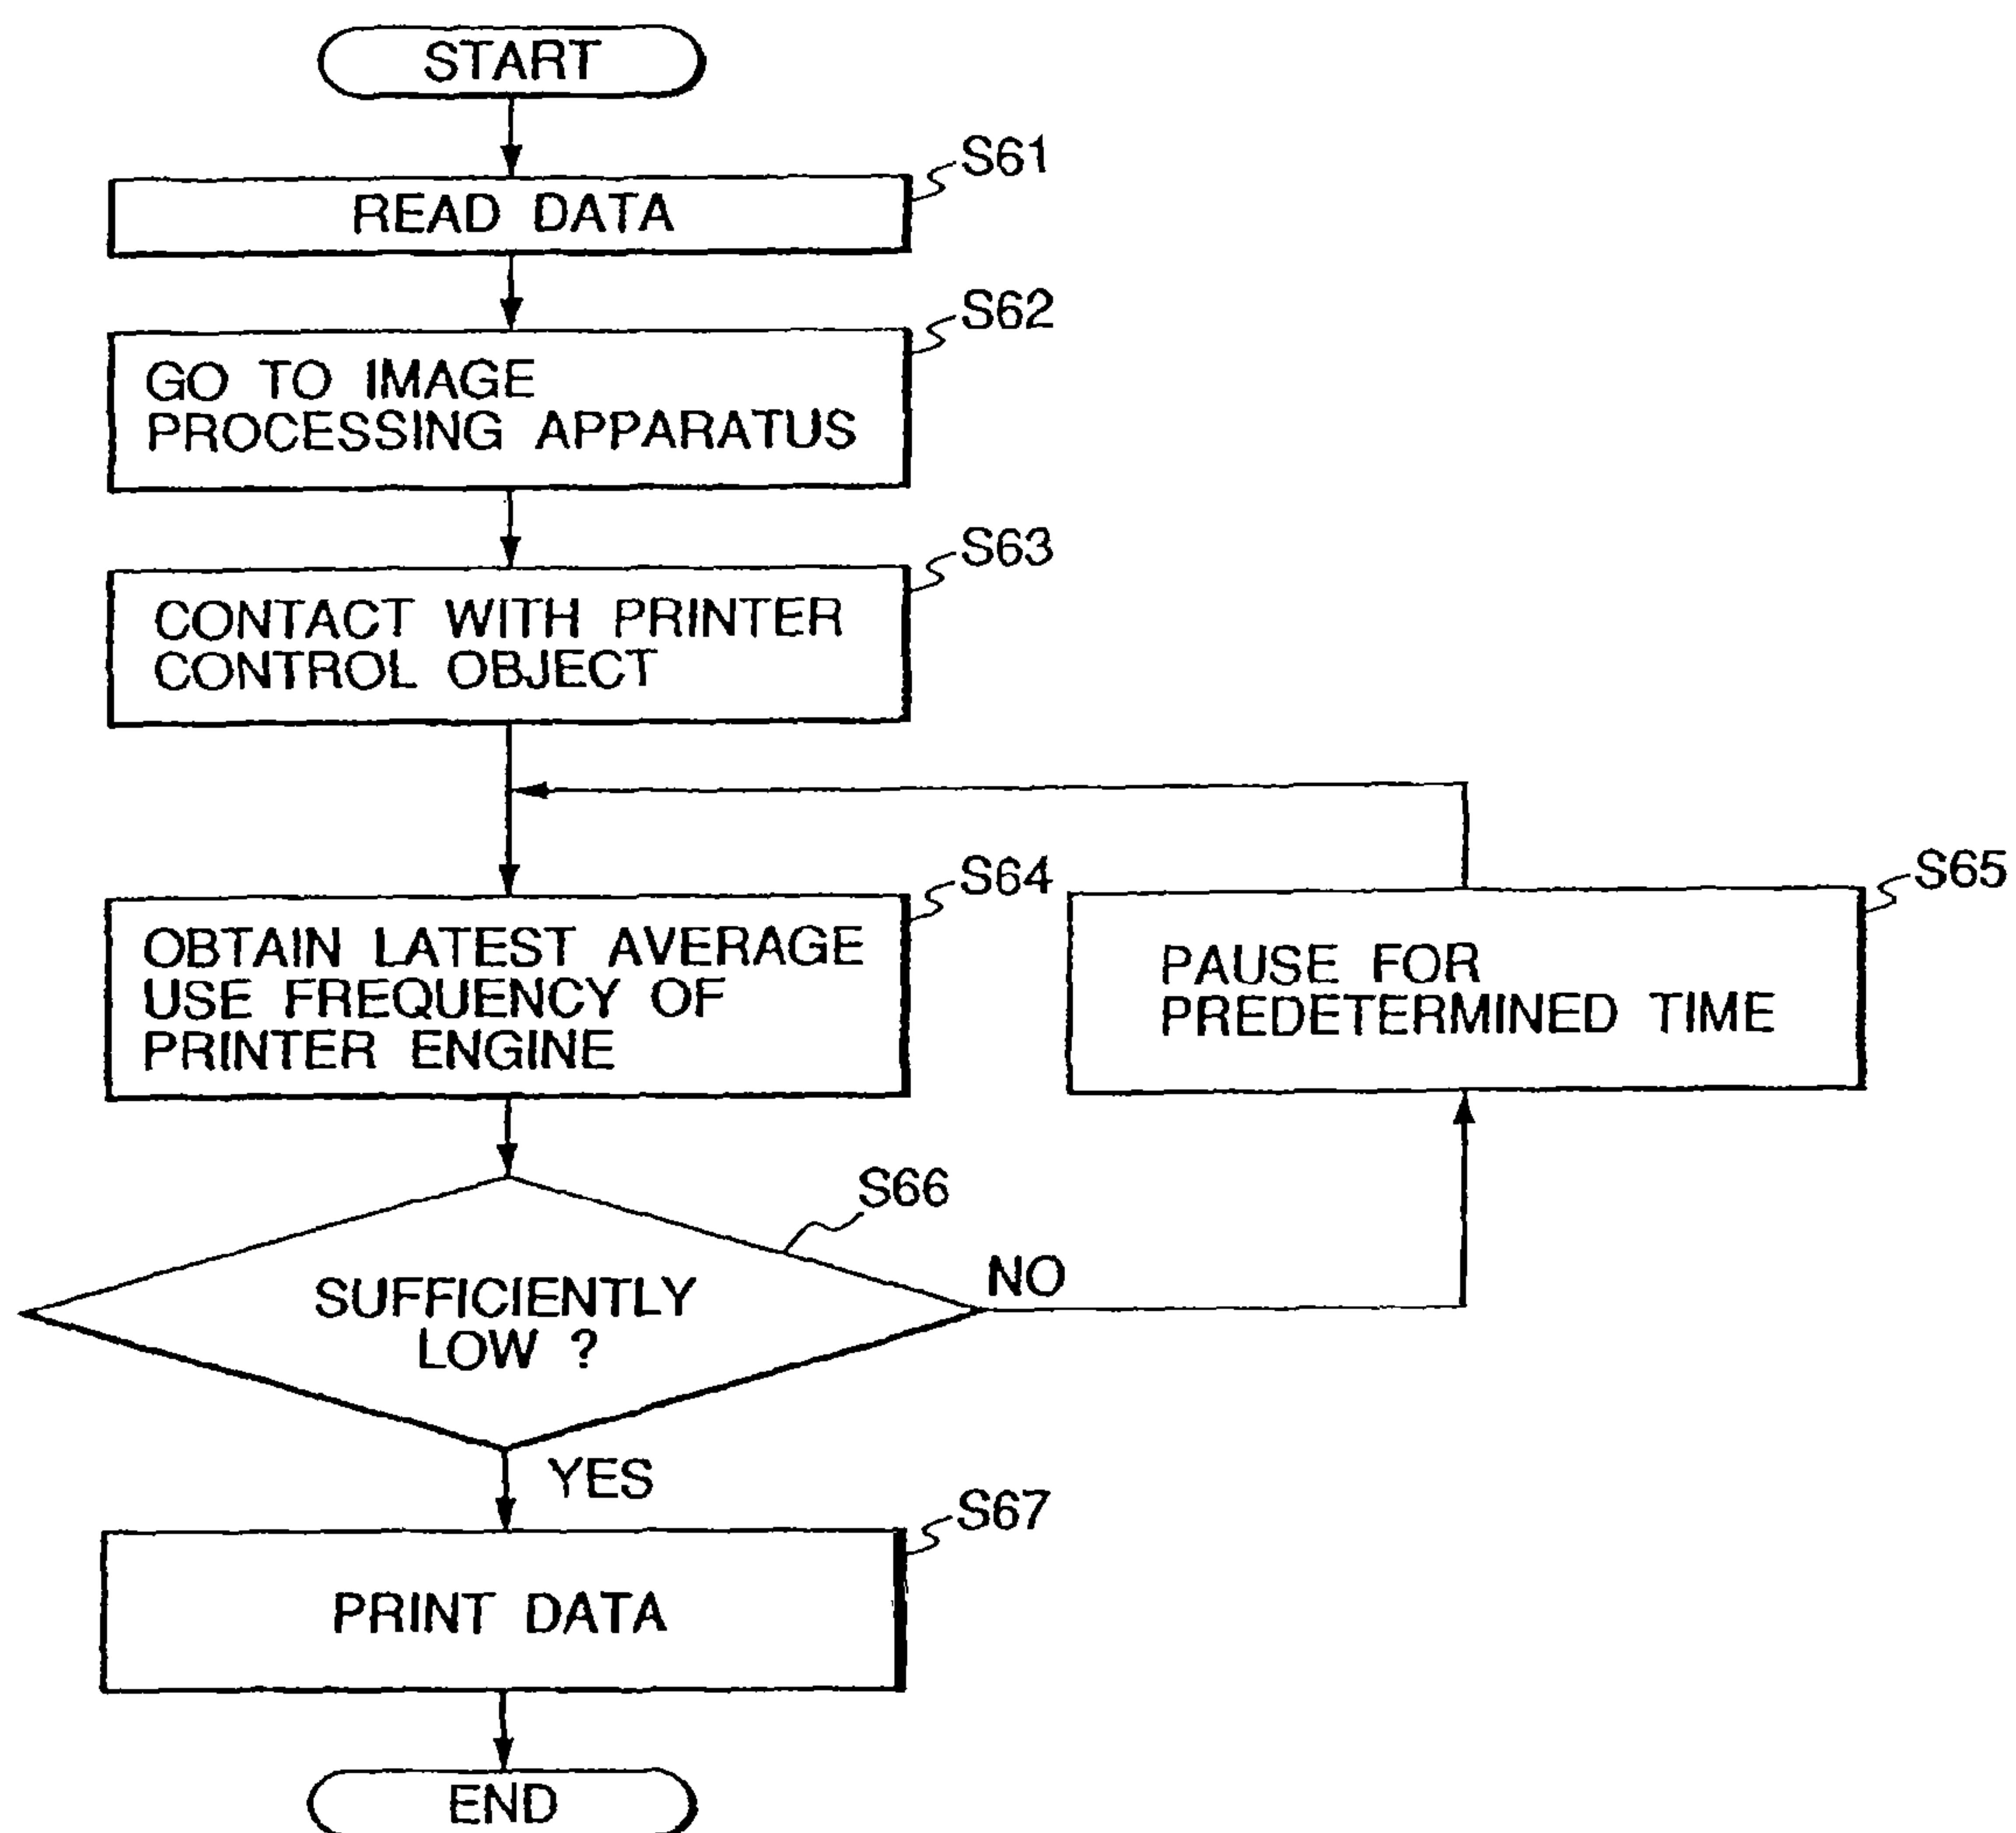 START
S61
READ DATA
S62
GO TO IMAGE
PROCESSING APPARATUS
S63
CONTACT WITH PRINTER
CONTROL OBJECT
S64
OBTAIN LATEST AVERAGE
USE FREQUENCY OF
PRINTER ENGINE
S65
PAUSE FOR
PREDETERMINED TIME
S66
SUFFICIENTLY
LOW ?
NO
YES
S67
PRINT DATA
END